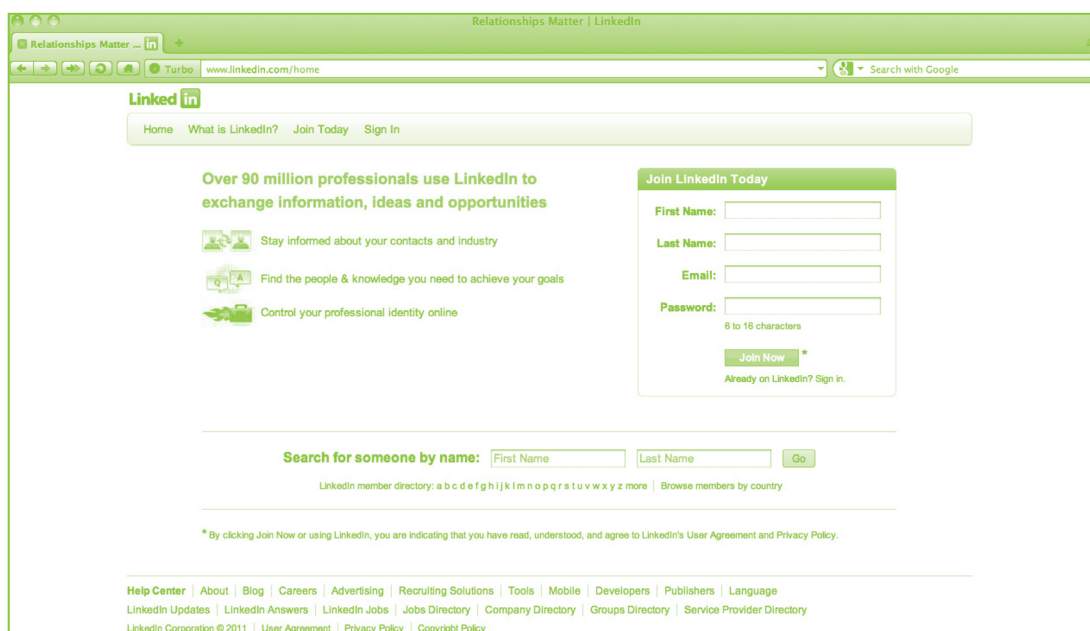 Relationships Matter | LinkedIn
Relationships Matter ... in +
Turbo www.linkedin.com/home Search with Google
Linked in
Home What is LinkedIn? Join Today Sign In
Over 90 million professionals use LinkedIn to
exchange information, ideas and opportunities
Stay informed about your contacts and industry
Q A Find the people & knowledge you need to achieve your goals
Control your professional identity online
Join LinkedIn Today
First Name:
Last Name:
Email:
Password:
6 to 16 characters
Join Now *
Already on LinkedIn? Sign in.
Search for someone by name: First Name Last Name Go
LinkedIn member directory: a b c d e f g h i j k l m n o p q r s t u v w x y z more | Browse members by country
* By clicking Join Now or using LinkedIn, you are indicating that you have read, understood, and agree to LinkedIn's User Agreement and Privacy Policy.
Help Center | About | Blog | Careers | Advertising | Recruiting Solutions | Tools | Mobile | Developers | Publishers | Language
LinkedIn Updates | LinkedIn Answers | LinkedIn Jobs | Jobs Directory | Company Directory | Groups Directory | Service Provider Directory
LinkedIn Corporation © 2011 | User Agreement | Privacy Policy | Copyright Policy